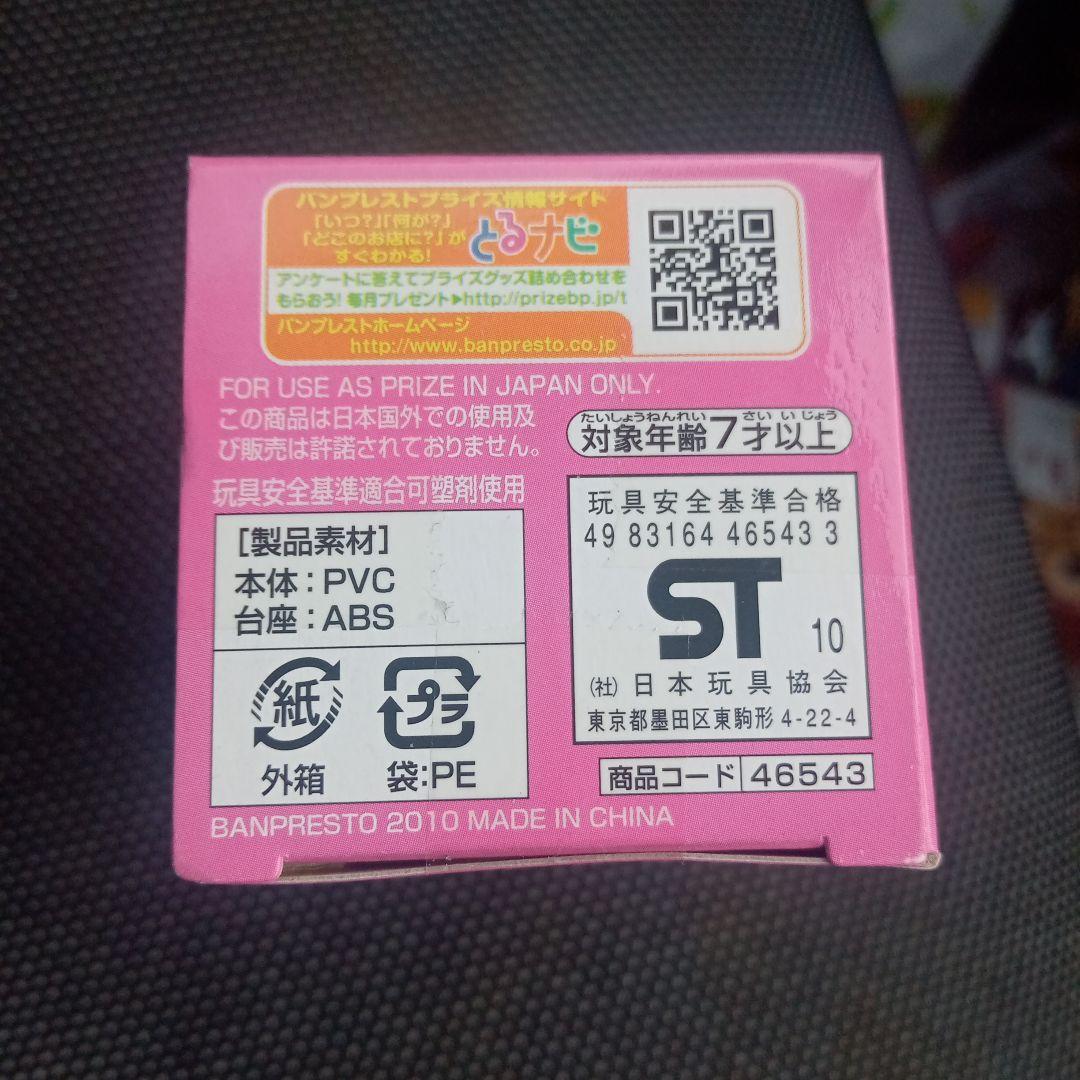 バンプレストプライズ情報サイト
「いつ?」「何が?」
「どこのお店に?」が
すぐわかる!
とるナビ
アンケートに答えてプライズグッズ詰め合わせを
もらおう! 毎月プレゼント▶http://prizebp.jp/t
バンプレストホームページ
http://www.banpresto.co.jp
FOR USE AS PRIZE IN JAPAN ONLY.
この商品は日本国外での使用及
び販売は許諾されておりません。
たいしょうねんれい さい いじょう
対象年齢7才以上
玩具安全基準適合可塑剤使用
[製品素材]
本体:PVC
台座:ABS
紙
外箱
プラ
袋:PE
玩具安全基準合格
49 83164 46543 3
ST 10
(社) 日本玩具協会
東京都墨田区東駒形 4-22-4
商品コード 46543
BANPRESTO 2010 MADE IN CHINA